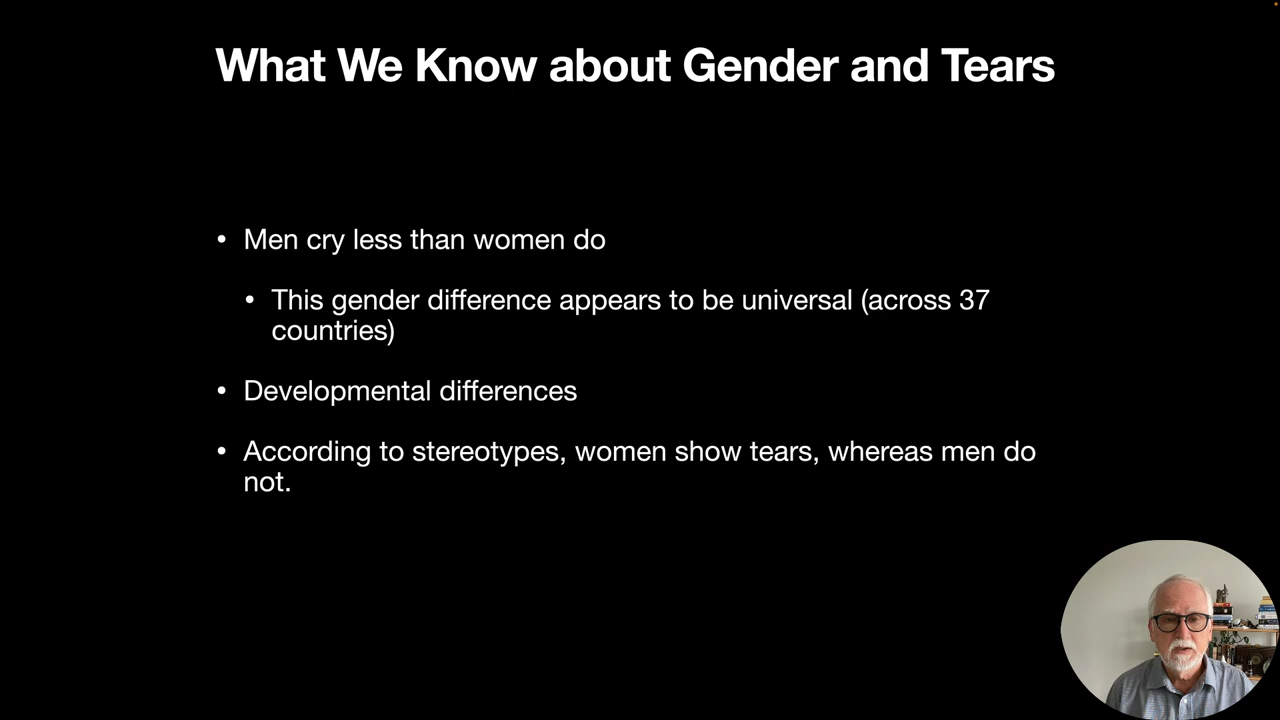 What We Know about Gender and Tears
• Men cry less than women do
• This gender difference appears to be universal (across 37
countries)
• Developmental differences
• According to stereotypes, women show tears, whereas men do
not.